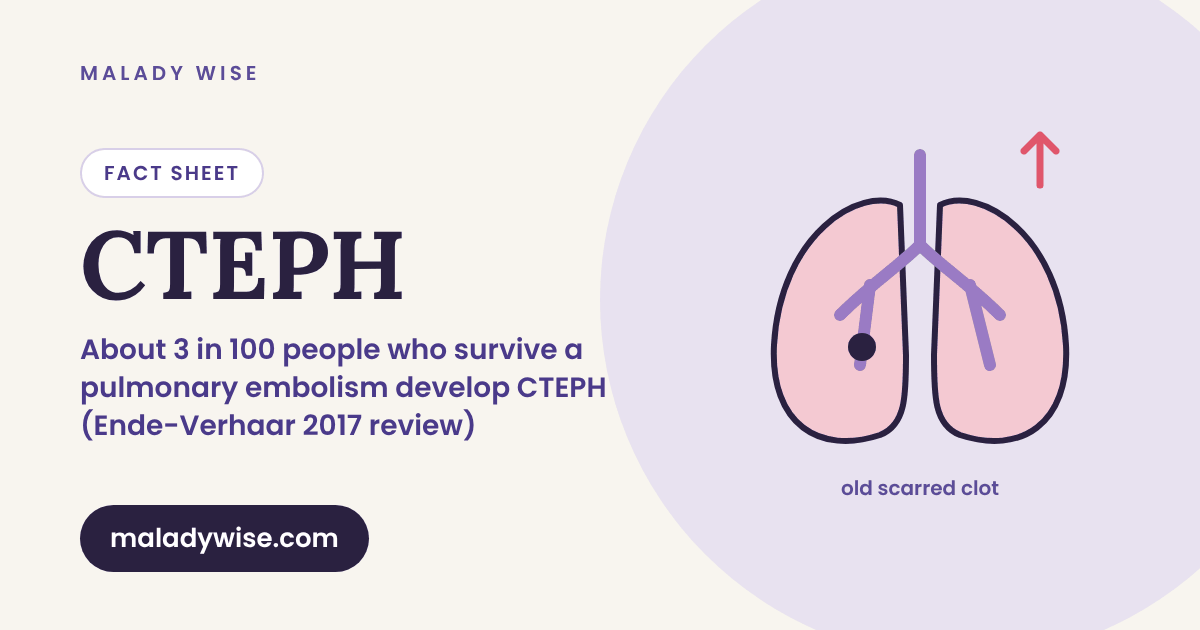 MALADY WISE
FACT SHEET
CTEPH
About 3 in 100 people who survive a
pulmonary embolism develop CTEPH
(Ende-Verhaar 2017 review)
maladywise.com
old scarred clot